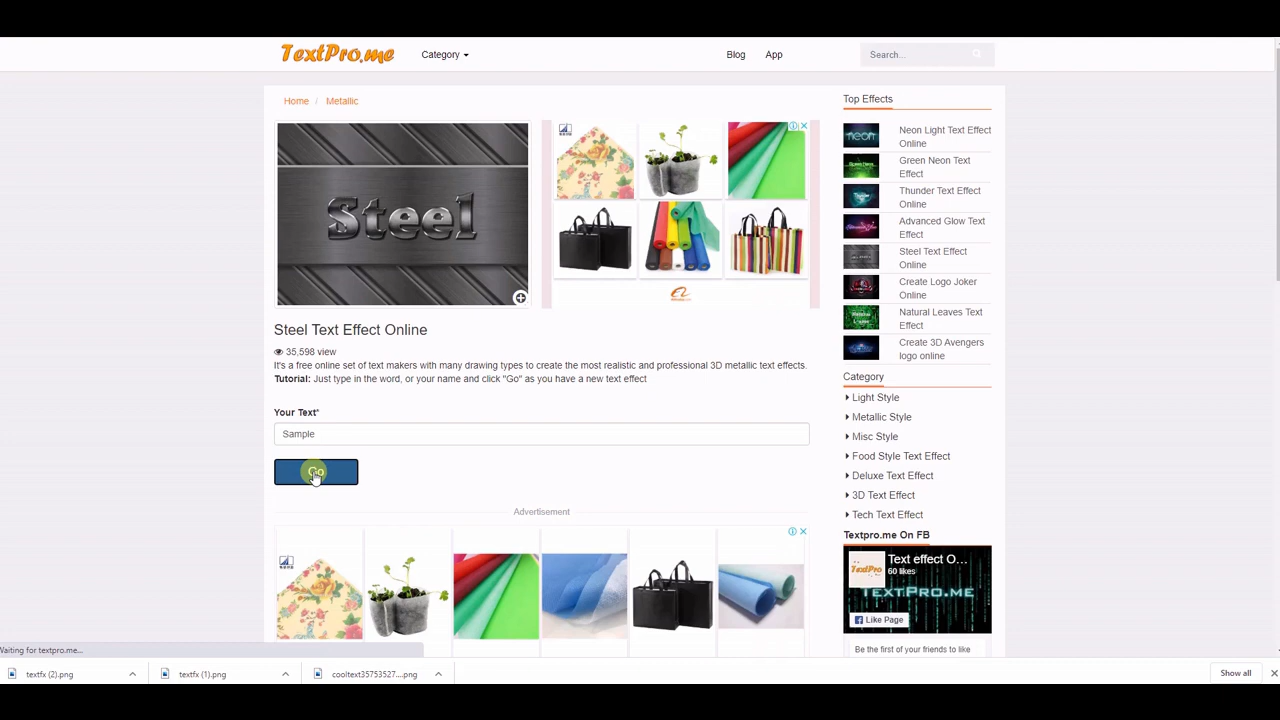 TextPro.me
Category
Blog
App
Search...
Home / Metallic
Steel
Steel Text Effect Online
35,598 view
It's a free online set of text makers with many drawing types to create the most realistic and professional 3D metallic text effects.
Tutorial: Just type in the word, or your name and click "Go" as you have a new text effect
Your Text*
Sample
Go
Advertisement
Top Effects
neon
Neon Light Text Effect
Online
Green Neon Text
Effect
Thunder Text Effect
Online
Advanced Glow Text
Effect
Steel Text Effect
Online
Create Logo Joker
Online
Natural Leaves Text
Effect
Create 3D Avengers
logo online
Category
Light Style
Metallic Style
Misc Style
Food Style Text Effect
Deluxe Text Effect
3D Text Effect
Tech Text Effect
Textpro.me On FB
TextPro
Text effect O...
60 likes
TEXTPRO.ME
Like Page
Be the first of your friends to like
Waiting for textpro.me...
textfx (2).png
textfx (1).png
cooltext35753527....png
Show all